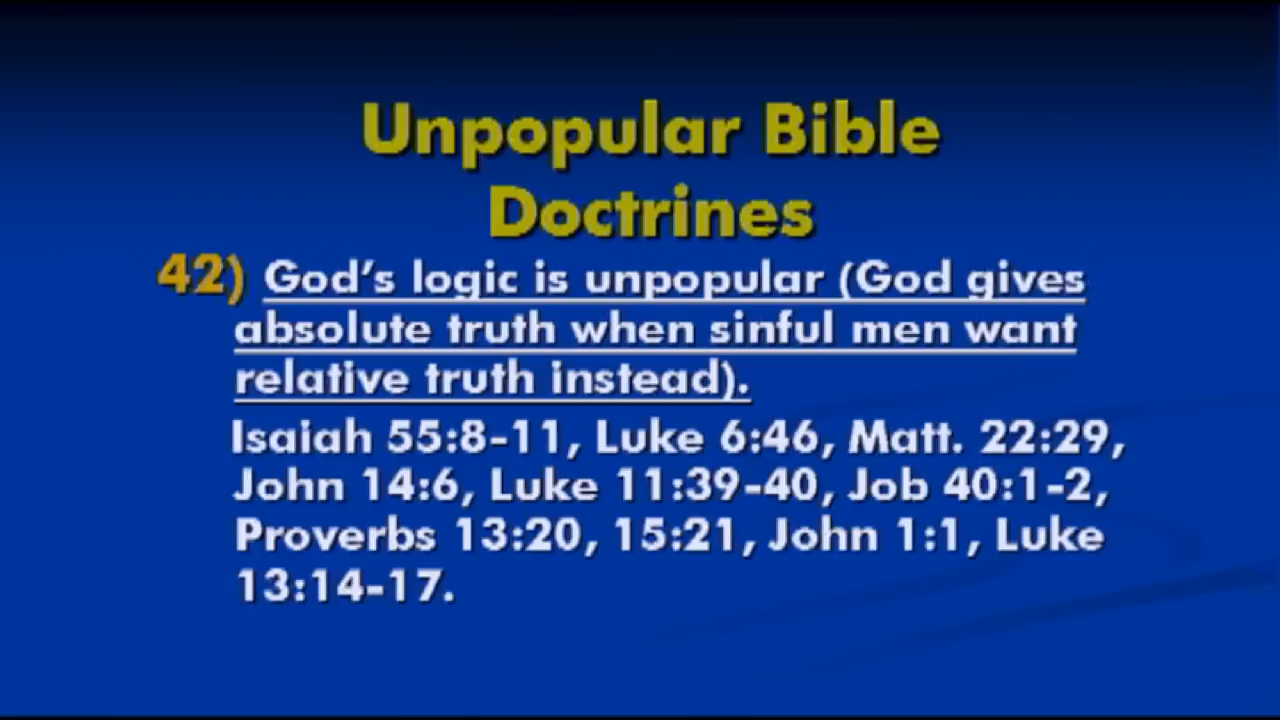 Unpopular Bible
Doctrines
42) God's logic is unpopular (God gives
absolute truth when sinful men want
relative truth instead).
Isaiah 55:8-11, Luke 6:46, Matt. 22:29,
John 14:6, Luke 11:39-40, Job 40:1-2,
Proverbs 13:20, 15:21, John 1:1, Luke
13:14-17.